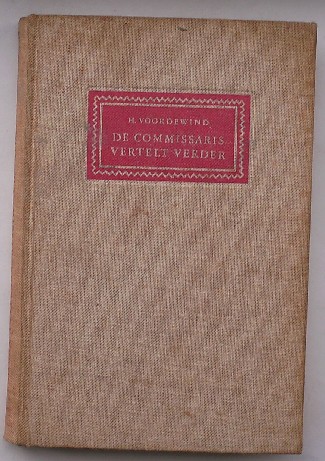 H. VOORDEWIND
DE COMMISSARIS
VERTELT VERDER